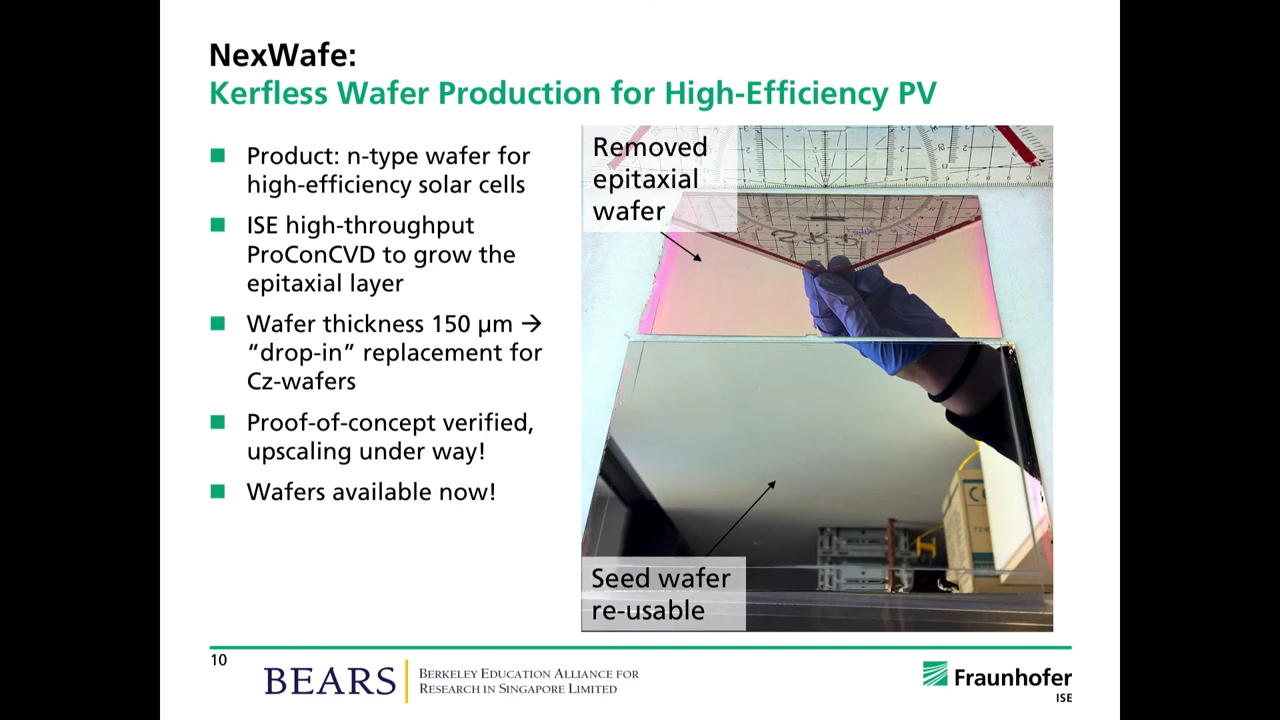 NexWafe:
Kerfless Wafer Production for High-Efficiency PV
Product: n-type wafer for
high-efficiency solar cells
ISE high-throughput
ProConCVD to grow the
epitaxial layer
Wafer thickness 150 µm →
“drop-in” replacement for
Cz-wafers
Proof-of-concept verified,
upscaling under way!
Wafers available now!
Removed
epitaxial
wafer
Seed wafer
re-usable
10
BEARS
BERKELEY EDUCATION ALLIANCE FOR
RESEARCH IN SINGAPORE LIMITED
Fraunhofer
ISE